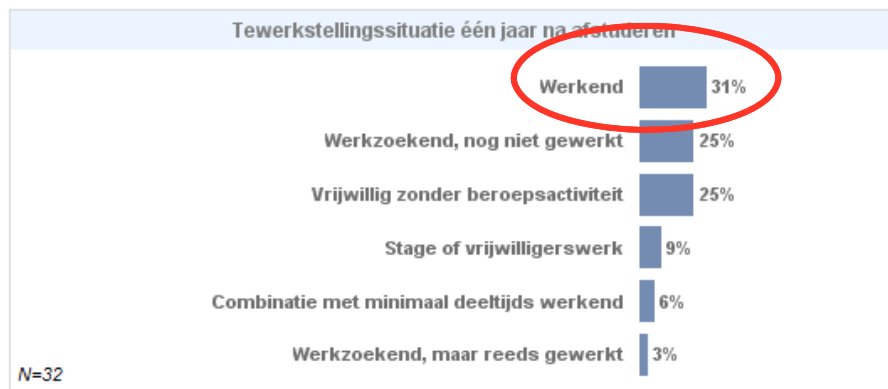 Tewerkstellingssituatie één jaar na afstuderen
Werkend 31%
Werkzoekend, nog niet gewerkt 25%
Vrijwillig zonder beroepsactiviteit 25%
Stage of vrijwilligerswerk 9%
Combinatie met minimaal deeltijds werkend 6%
Werkzoekend, maar reeds gewerkt 3%
N=32